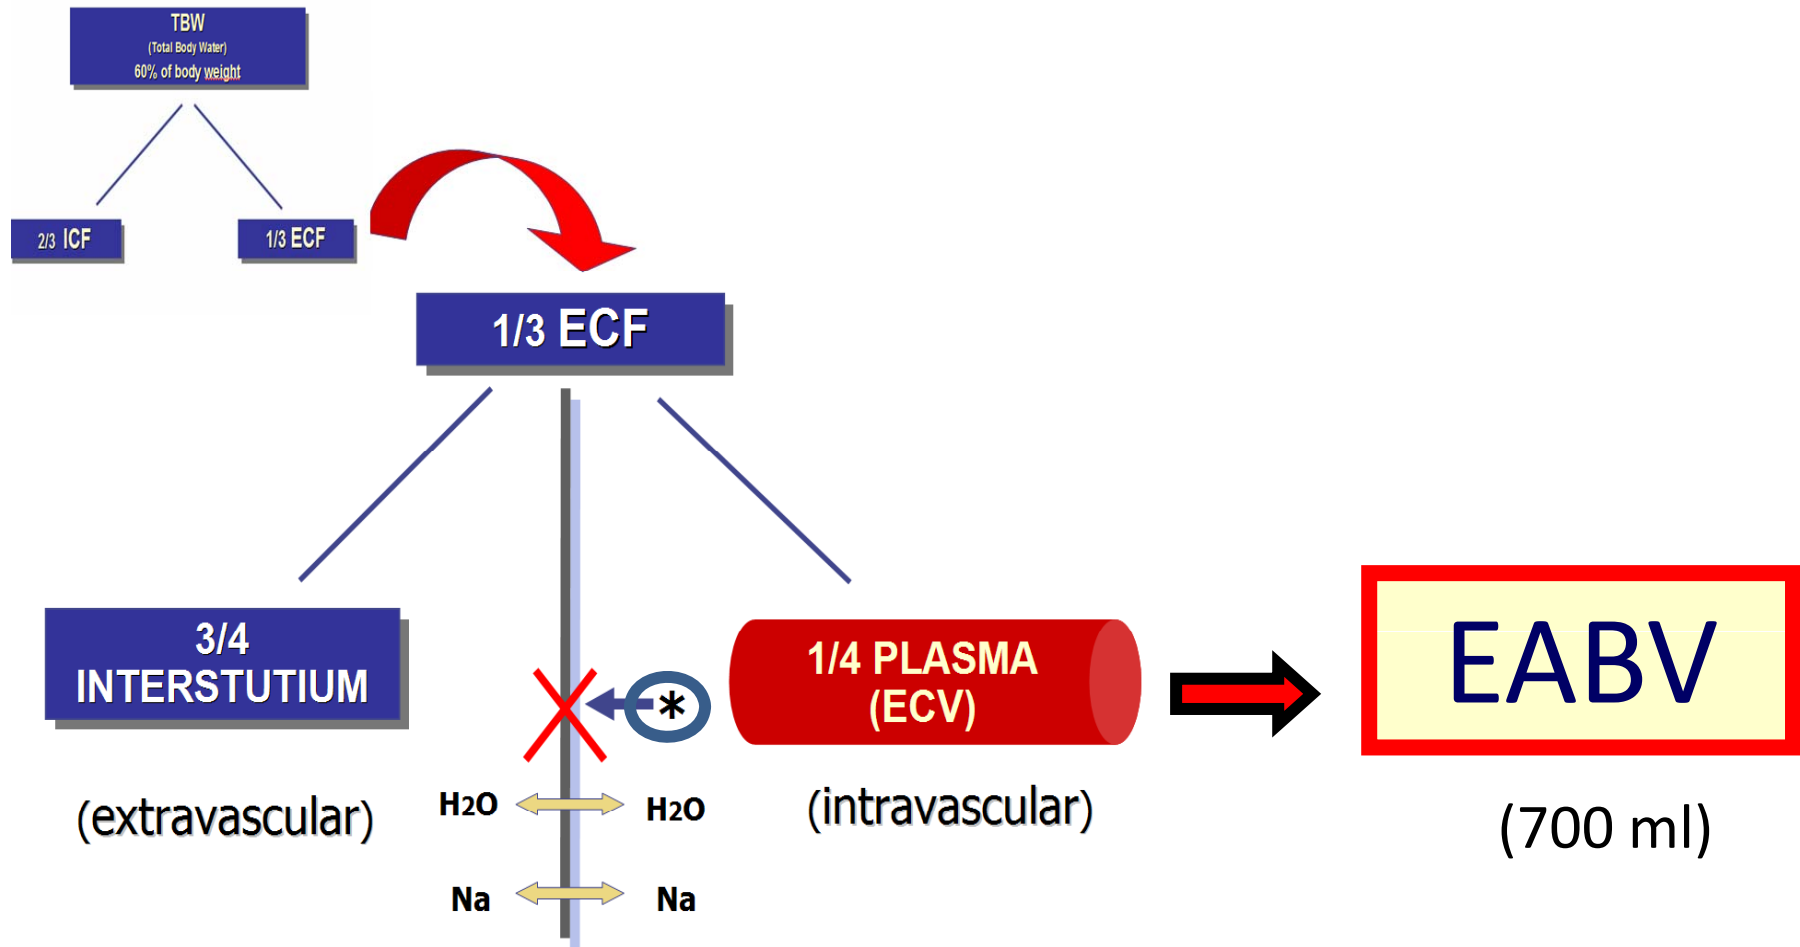 TBW
(Total Body Water)
60% of body weight
2/3 ICF
1/3 ECF
1/3 ECF
3/4
INTERSTUTIUM
*
1/4 PLASMA
(ECV)
EABV
(extravascular)
H2O
H2O
(intravascular)
(700 ml)
Na
Na